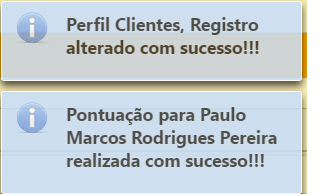 Perfil Clientes, Registro
alterado com sucesso!!!
Pontuação para Paulo
Marcos Rodrigues Pereira
realizada com sucesso!!!